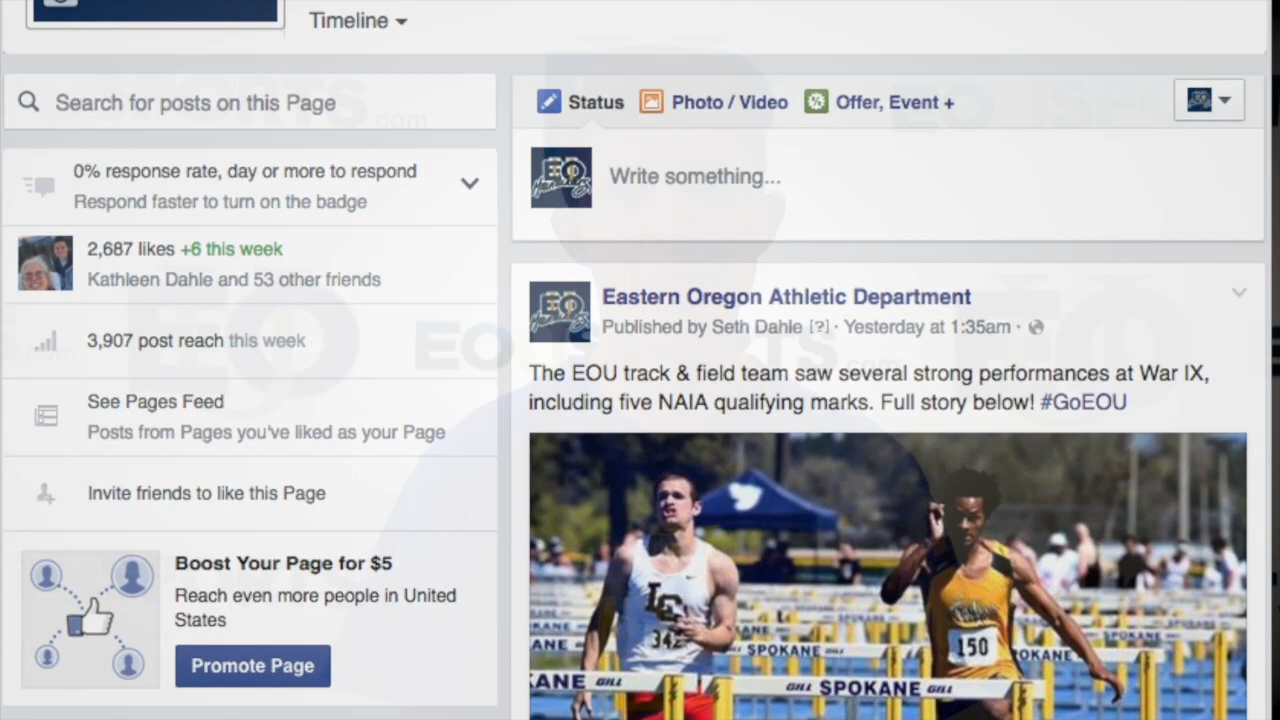 Timeline
Search for posts on this Page
0% response rate, day or more to respond
Respond faster to turn on the badge
2,687 likes +6 this week
Kathleen Dahle and 53 other friends
3,907 post reach this week
See Pages Feed
Posts from Pages you've liked as your Page
Invite friends to like this Page
Boost Your Page for $5
Reach even more people in United
States
Promote Page
Status Photo / Video Offer, Event +
Write something...
Eastern Oregon Athletic Department
Published by Seth Dahle [?] · Yesterday at 1:35am ·
The EOU track & field team saw several strong performances at War IX,
including five NAIA qualifying marks. Full story below! #GoEOU
LC
34
150
SPOKANE
GILL SPOKANE GILL